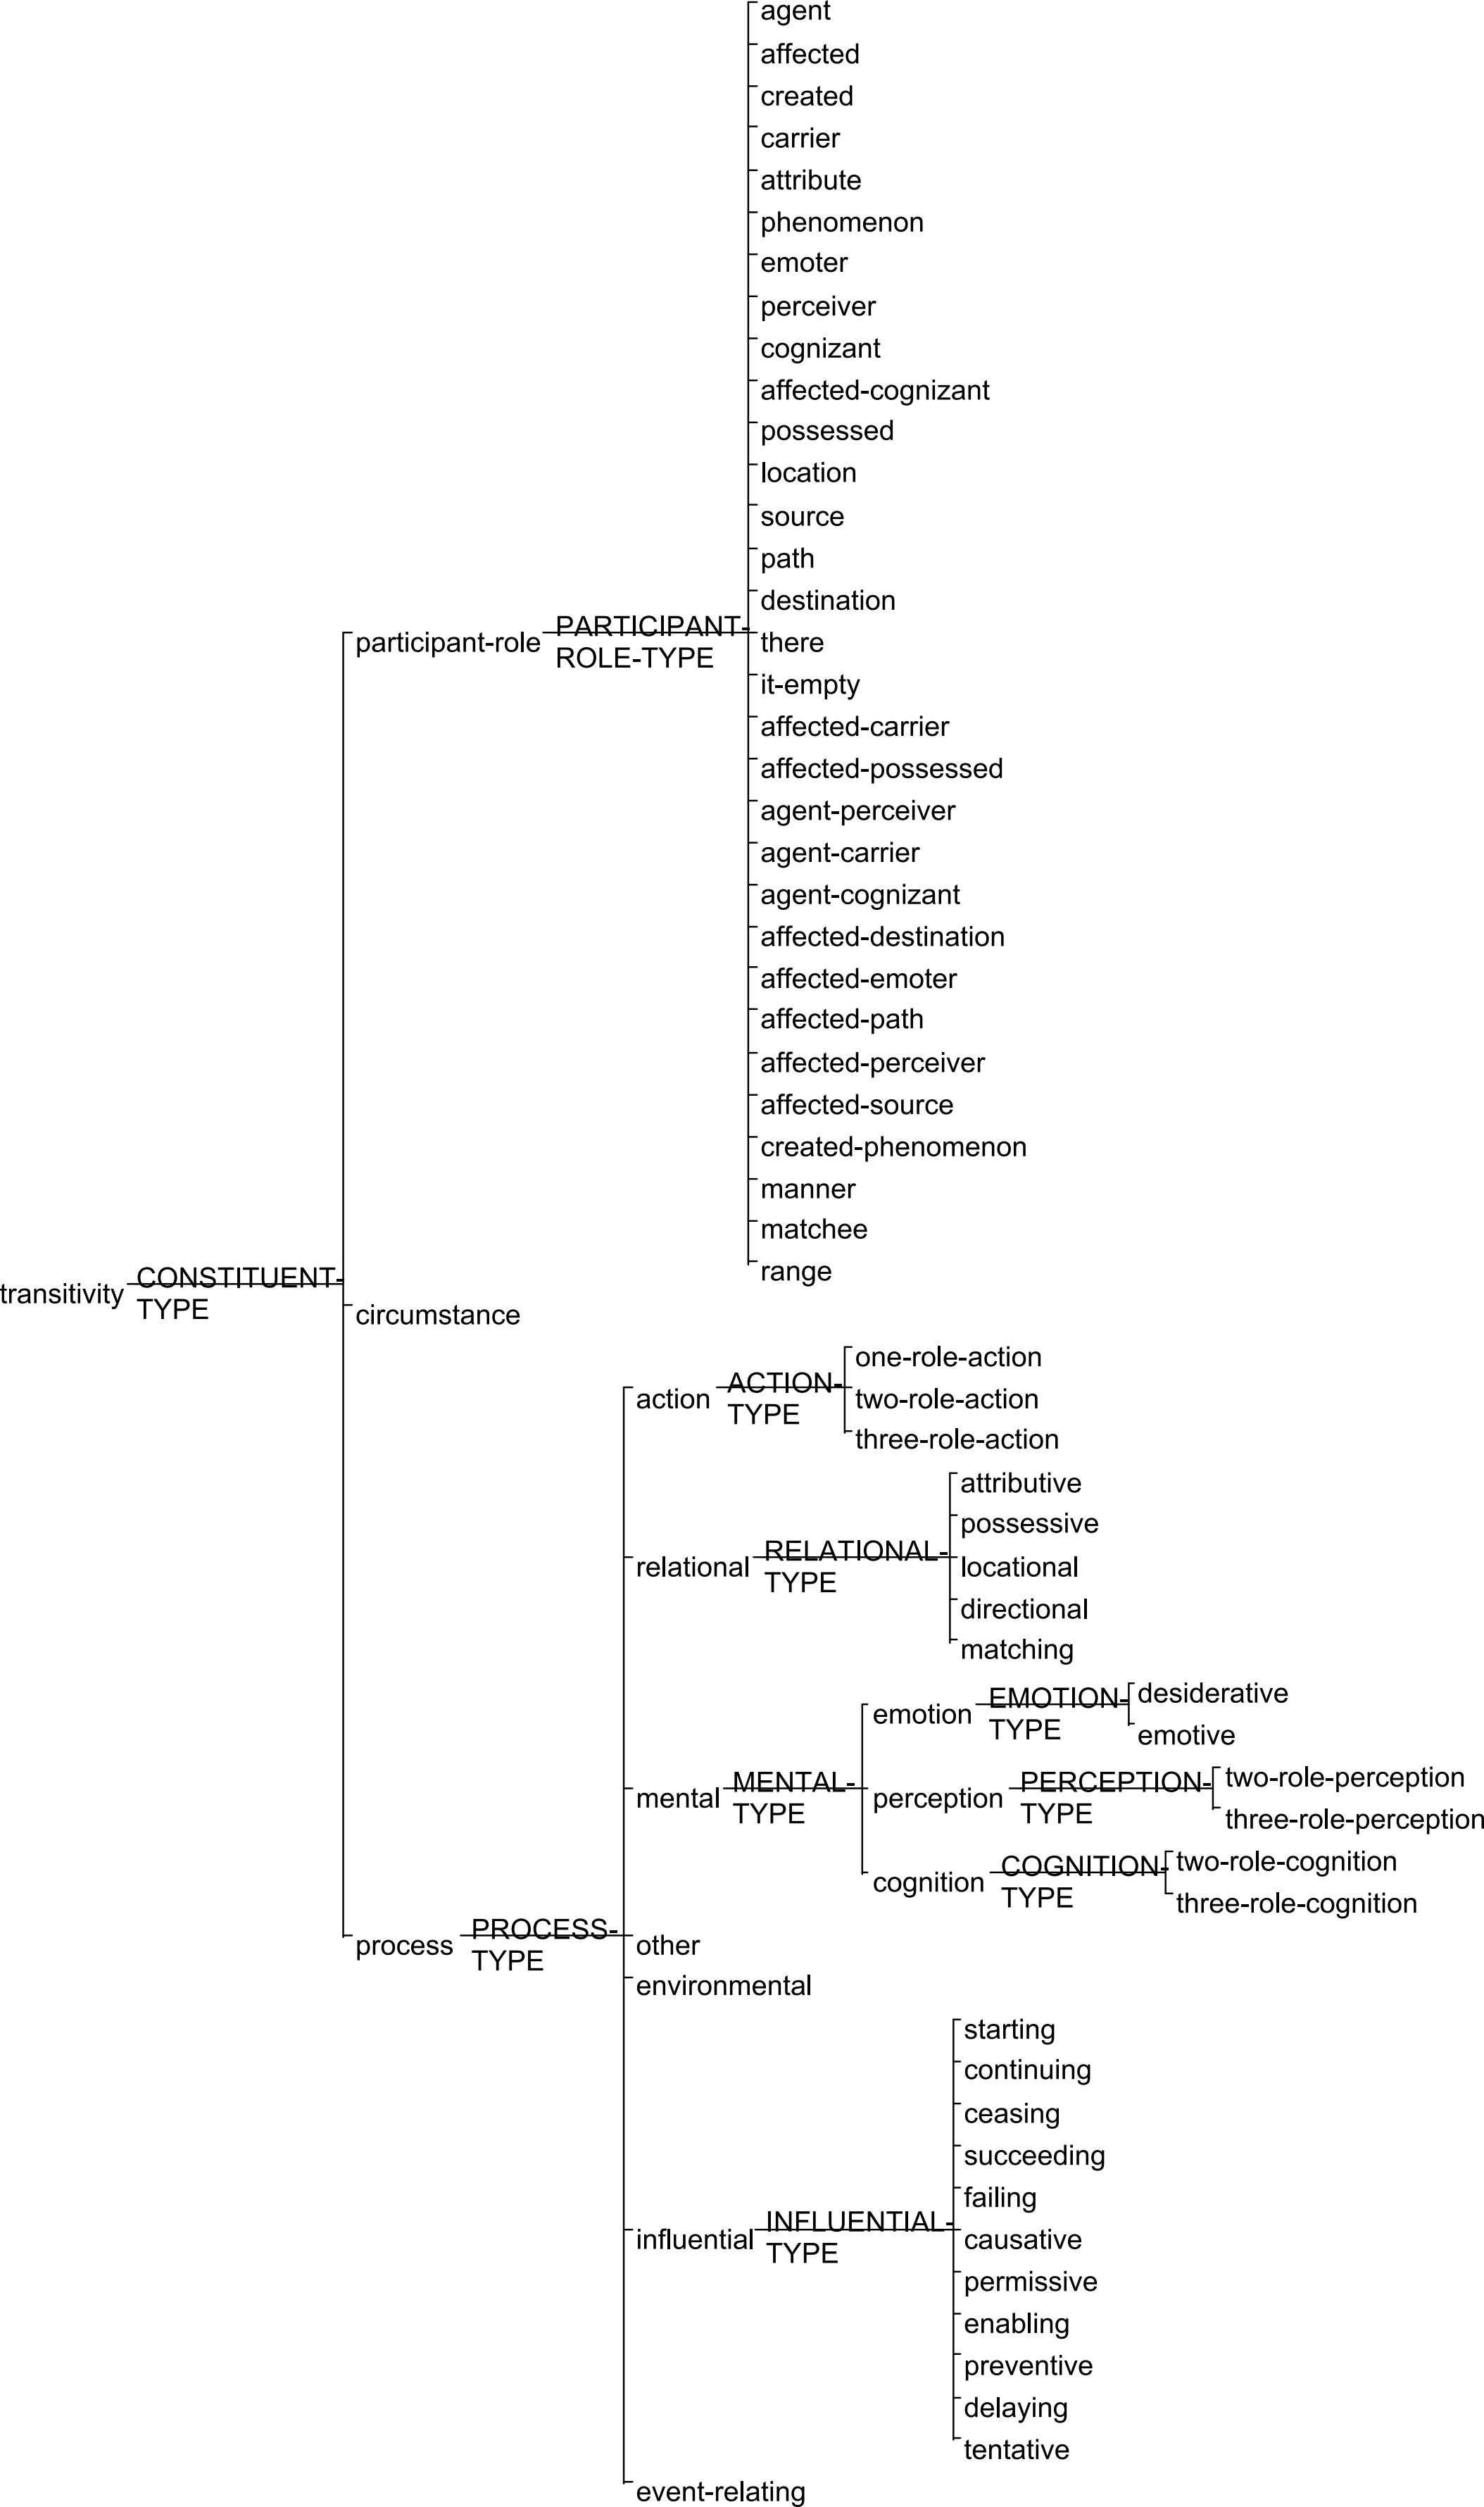 agent
affected
created
carrier
attribute
phenomenon
emoter
perceiver
cognizant
affected-cognizant
possessed
location
source
path
destination
participant-role PARTICIPANT- there
ROLE-TYPE
it-empty
affected-carrier
affected-possessed
agent-perceiver
agent-carrier
agent-cognizant
affected-destination
affected-emoter
affected-path
affected-perceiver
affected-source
created-phenomenon
manner
matchee
range
transitivity CONSTITUENT-
TYPE
circumstance
one-role-action
action ACTION- two-role-action
TYPE
three-role-action
attributive
possessive
relational RELATIONAL- locational
TYPE
directional
matching
emotion EMOTION- desiderative
TYPE emotive
mental MENTAL- perception PERCEPTION- two-role-perception
TYPE TYPE three-role-perception
cognition COGNITION- two-role-cognition
TYPE three-role-cognition
process PROCESS- other
TYPE
environmental
starting
continuing
ceasing
succeeding
failing
influential INFLUENTIAL- causative
TYPE
permissive
enabling
preventive
delaying
tentative
event-relating